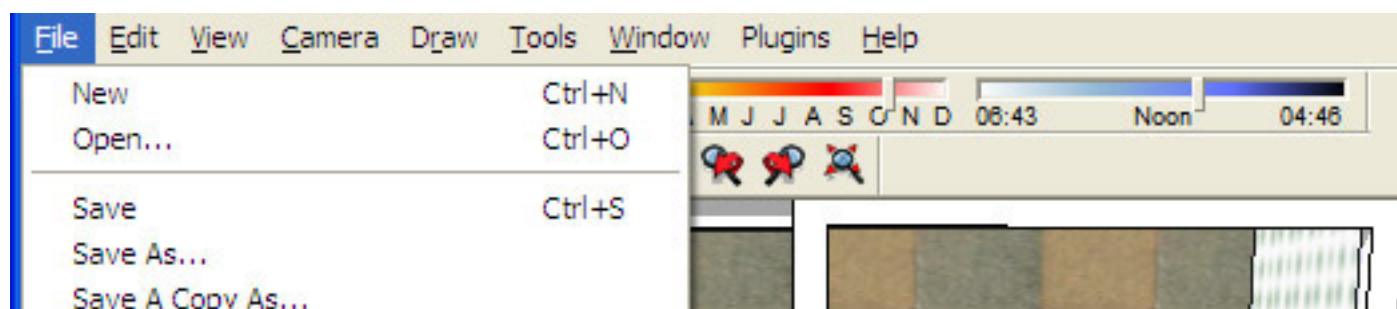 File Edit View Camera Draw Tools Window Plugins Help
New Ctrl+N
M J J A S O N D 06:43 Noon 04:46
Open... Ctrl+O
Save Ctrl+S
Save As...
Save A Copy As...